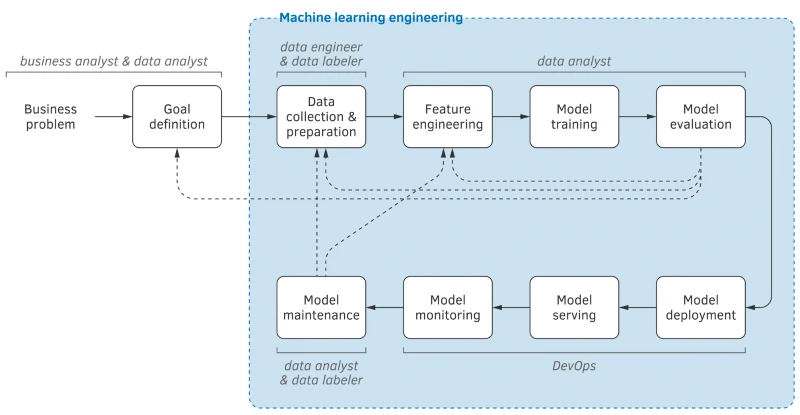 Machine learning engineering
business analyst & data analyst
data engineer
& data labeler
data analyst
Business
problem
Goal
definition
Data
collection &
preparation
Feature
engineering
Model
training
Model
evaluation
Model
maintenance
Model
monitoring
Model
serving
Model
deployment
data analyst
& data labeler
DevOps